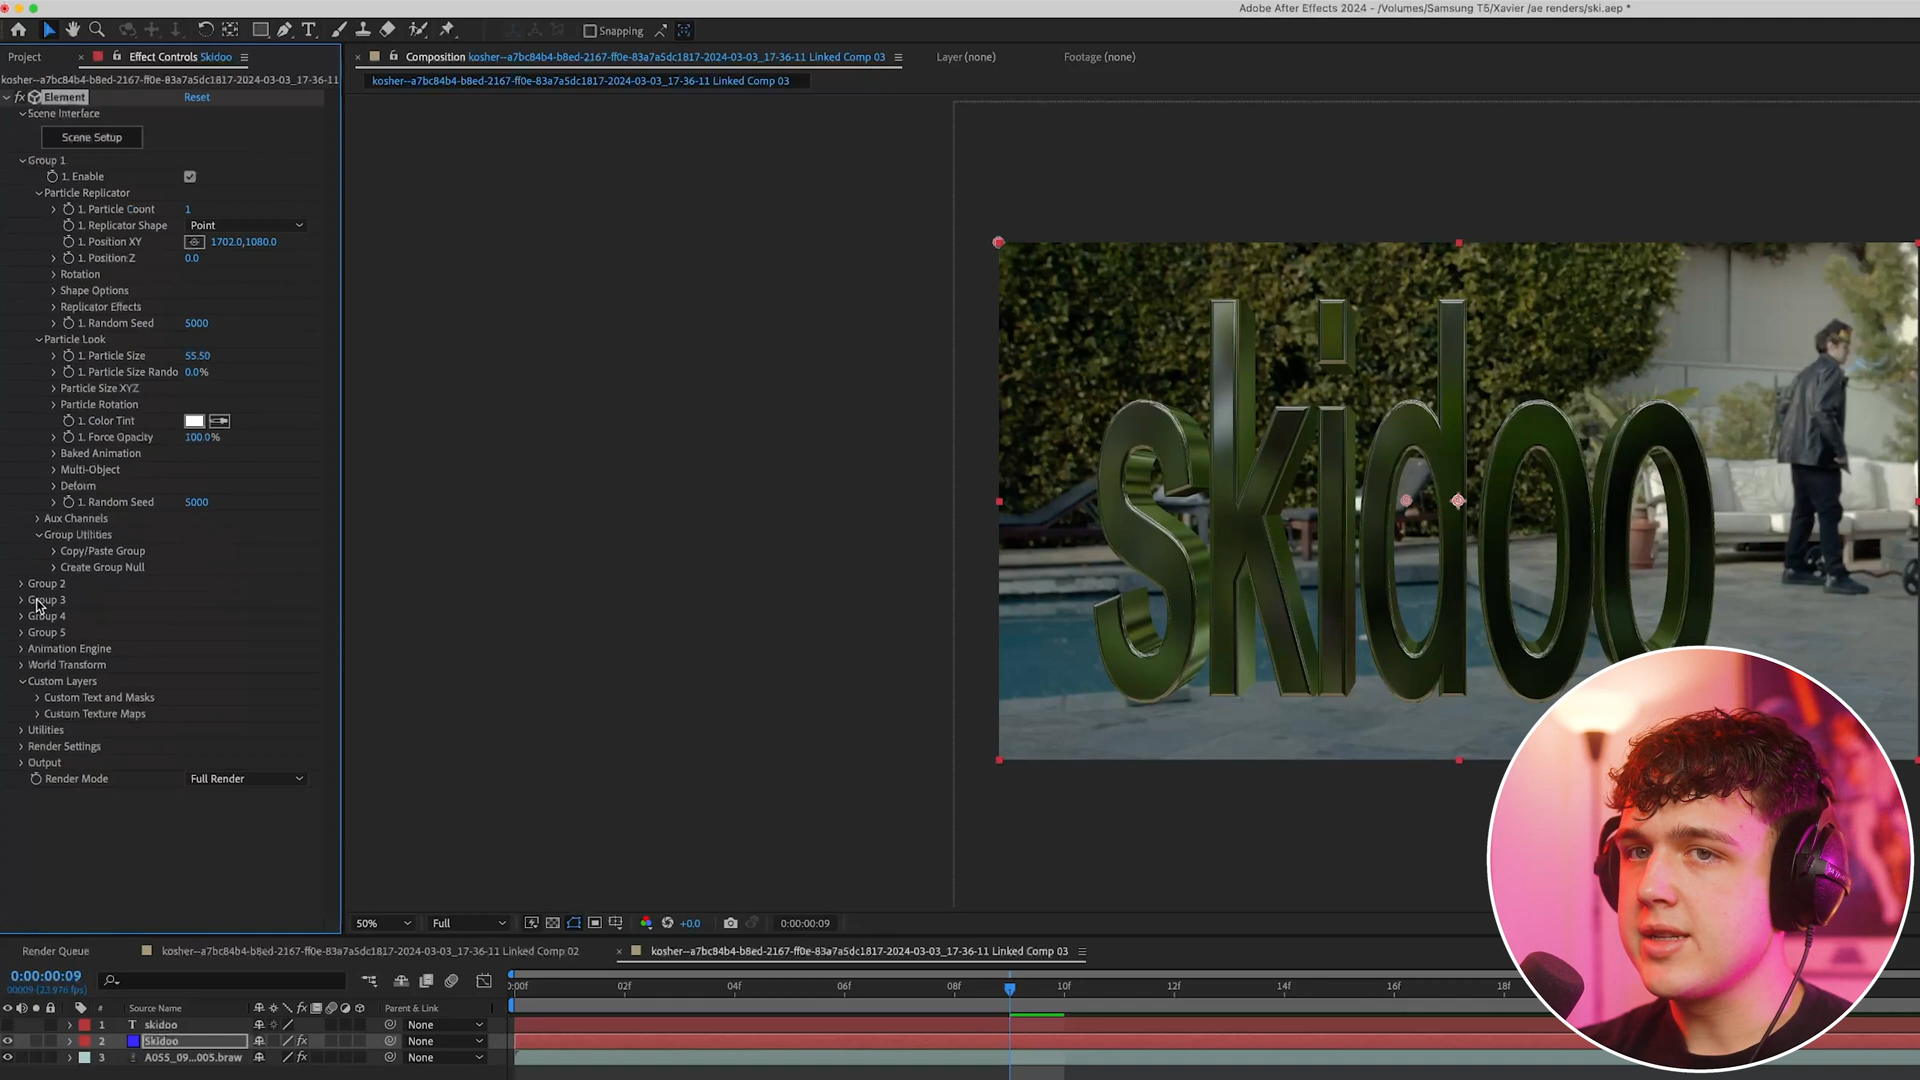 Adobe After Effects 2024 - /Volumes/Samsung T5/Xavier /ae renders/ski.aep *
Snapping
Project
Effect Controls Skidoo
Composition kosher--a7bc84b4-b8ed-2167-ff0e-83a7a5dc1817-2024-03-03_17-36-11 Linked Comp 03
Layer (none)
Footage (none)
kosher--a7bc84b4-b8ed-2167-ff0e-83a7a5dc1817-2024-03-03_17-36-11
kosher--a7bc84b4-b8ed-2167-ff0e-83a7a5dc1817-2024-03-03_17-36-11 Linked Comp 03
fx Element Reset
Scene Interface
Scene Setup
Group 1
1. Enable
Particle Replicator
1. Particle Count 1
1. Replicator Shape Point
1. Position XY 1702.0,1080.0
1. Position Z 0.0
Rotation
Shape Options
Replicator Effects
1. Random Seed 5000
Particle Look
1. Particle Size 55.50
1. Particle Size Rando 0.0%
Particle Size XYZ
Particle Rotation
1. Color Tint
1. Force Opacity 100.0%
Baked Animation
Multi-Object
Deform
1. Random Seed 5000
Aux Channels
Group Utilities
Copy/Paste Group
Create Group Null
Group 2
Group 3
Group 4
Group 5
Animation Engine
World Transform
Custom Layers
Custom Text and Masks
Custom Texture Maps
Utilities
Render Settings
Output
Render Mode Full Render
skidoo
50% Full +0.0 0:00:00:09
Render Queue
kosher--a7bc84b4-b8ed-2167-ff0e-83a7a5dc1817-2024-03-03_17-36-11 Linked Comp 02
kosher--a7bc84b4-b8ed-2167-ff0e-83a7a5dc1817-2024-03-03_17-36-11 Linked Comp 03
0:00:00:09
00009 (23.976 fps)
0:00f 02f 04f 06f 08f 10f 12f 14f 16f 18f
# Source Name fx Parent & Link
1 T skidoo None
2 Skidoo fx None
3 A055_09...005.braw None